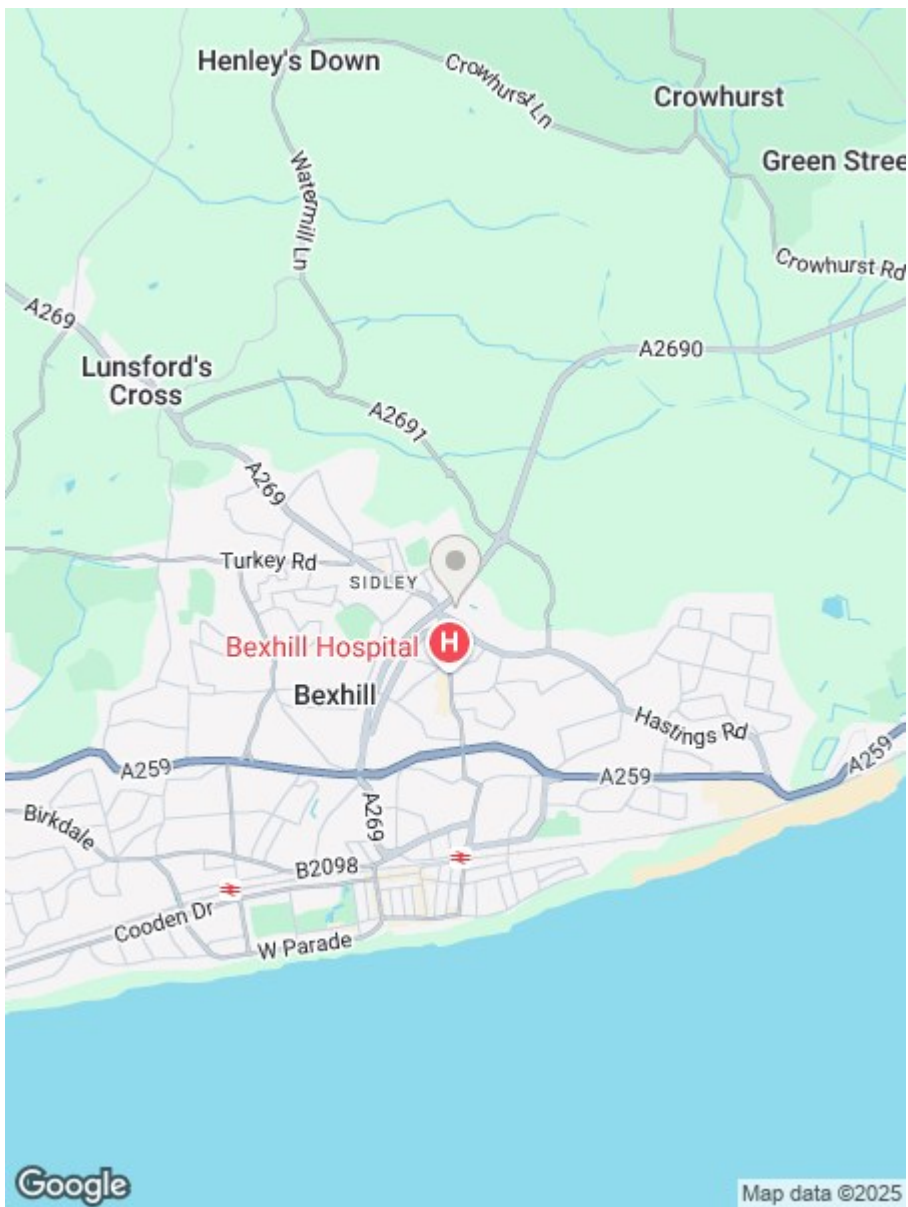 Henley's Down
Crowhurst Ln
Crowhurst
Green Stree
Watermill Ln
Crowhurst Rd
A269
A2690
Lunsford's
Cross
A2691
A269
Turkey Rd
SIDLEY
Bexhill Hospital
H
Bexhill
Hastings Rd
A259
A259
A259
A269
Birkdale
B2098
Cooden Dr
W Parade
Google
Map data ©2025